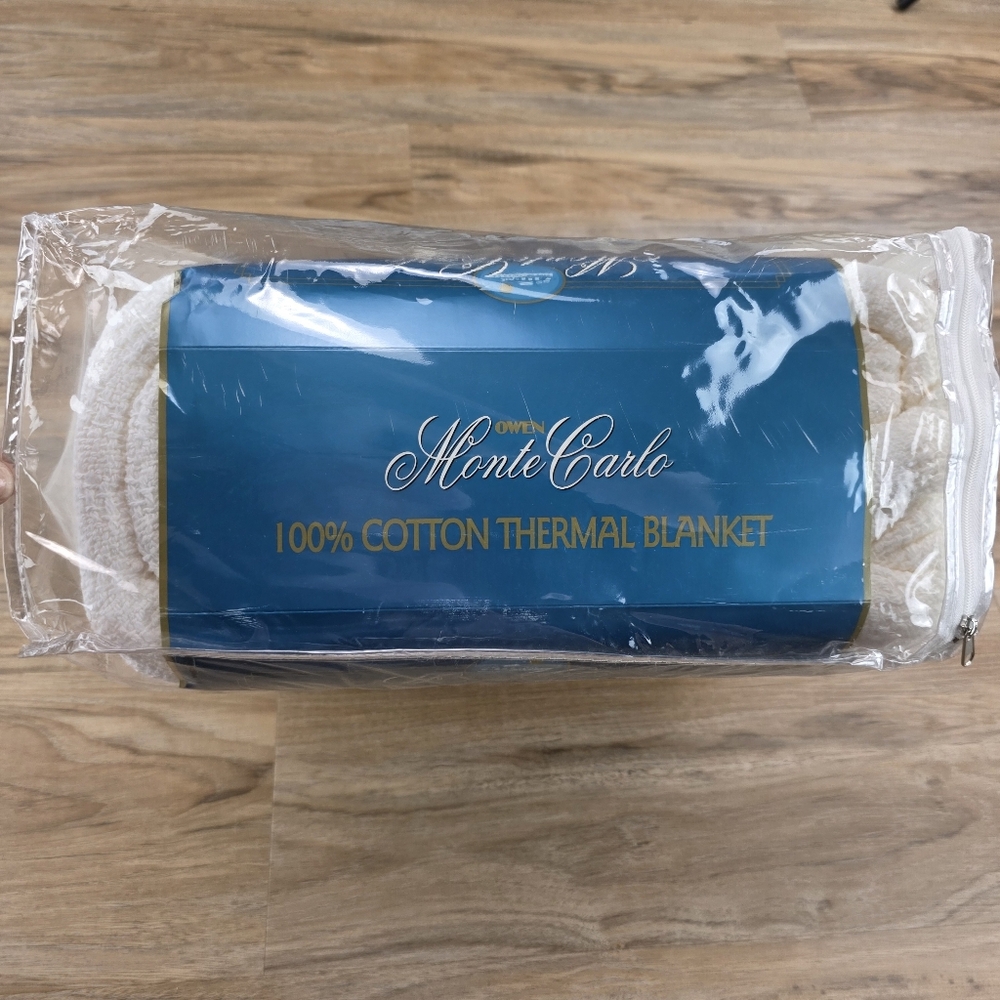 OWEN
Monte Carlo
100% COTTON THERMAL BLANKET